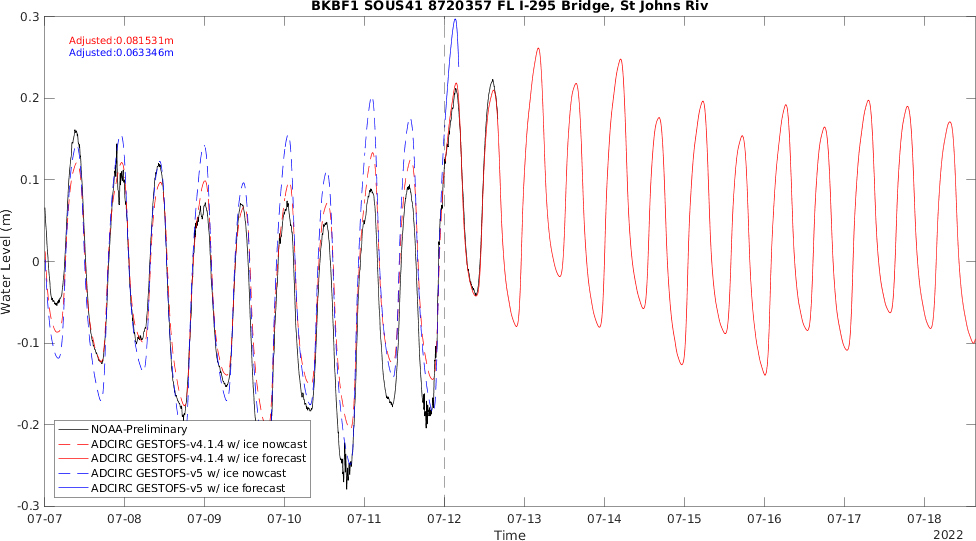 BKBF1 SOUS41 8720357 FL I-295 Bridge, St Johns Riv
Adjusted:0.081531m
Adjusted:0.063346m
Water Level (m)
0.3
0.2
0.1
0
-0.1
-0.2
-0.3
NOAA-Preliminary
ADCIRC GESTOFS-v4.1.4 w/ ice nowcast
ADCIRC GESTOFS-v4.1.4 w/ ice forecast
ADCIRC GESTOFS-v5 w/ ice nowcast
ADCIRC GESTOFS-v5 w/ ice forecast
07-07 07-08 07-09 07-10 07-11 07-12 07-13 07-14 07-15 07-16 07-17 07-18
Time
2022